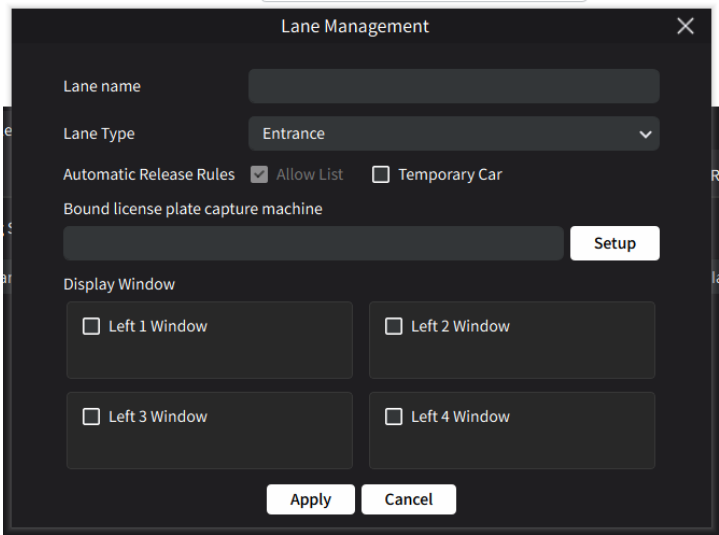 Lane Management
Lane name
Lane Type
Entrance
Automatic Release Rules
Allow List
Temporary Car
Bound license plate capture machine
Setup
Display Window
Left 1 Window
Left 2 Window
Left 3 Window
Left 4 Window
Apply
Cancel